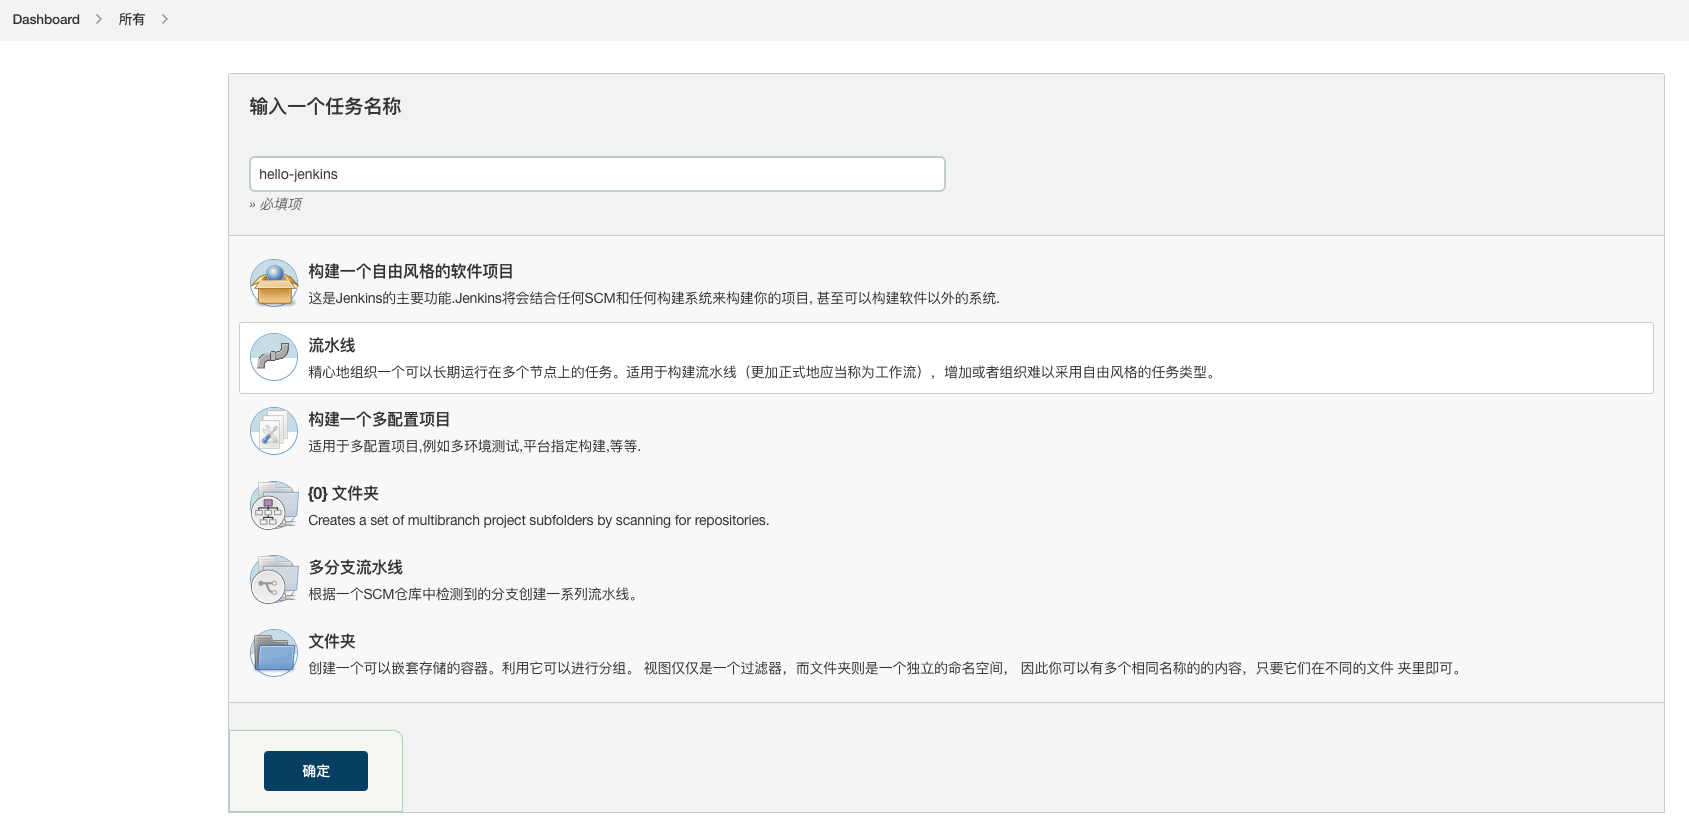 Dashboard
所有
输入一个任务名称
hello-jenkins
» 必填项
构建一个自由风格的软件项目
这是Jenkins的主要功能.Jenkins将会结合任何SCM和任何构建系统来构建你的项目, 甚至可以构建软件以外的系统.
流水线
精心地组织一个可以长期运行在多个节点上的任务。适用于构建流水线（更加正式地应当称为工作流），增加或者组织难以采用自由风格的任务类型。
构建一个多配置项目
适用于多配置项目,例如多环境测试,平台指定构建,等等.
{0} 文件夹
Creates a set of multibranch project subfolders by scanning for repositories.
多分支流水线
根据一个SCM仓库中检测到的分支创建一系列流水线。
文件夹
创建一个可以嵌套存储的容器。利用它可以进行分组。 视图仅仅是一个过滤器，而文件夹则是一个独立的命名空间， 因此你可以有多个相同名称的的内容，只要它们在不同的文件 夹里即可。
确定